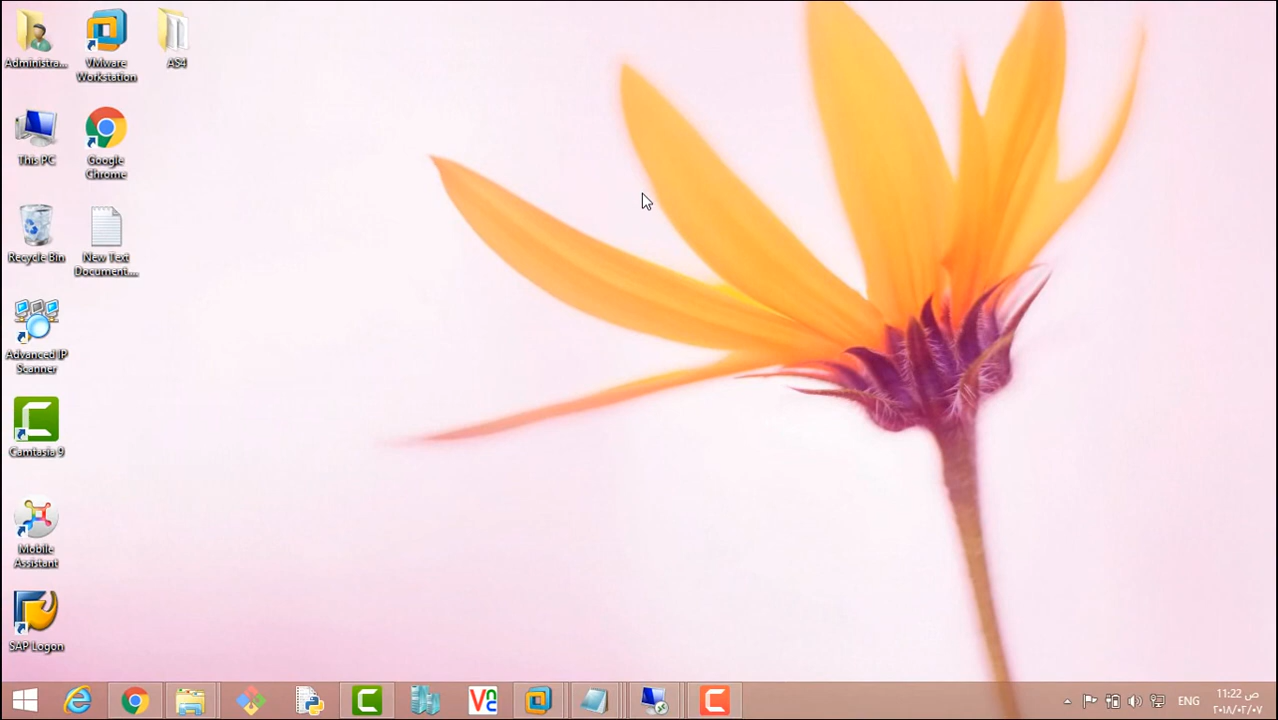 Administra...
VMware
Workstation
AS4
This PC
Google
Chrome
Recycle Bin
New Text
Document....
Advanced IP
Scanner
Camtasia 9
Mobile
Assistant
SAP Logon
ENG
11:22 ص
٢٠١٨/٠٢/٠٧